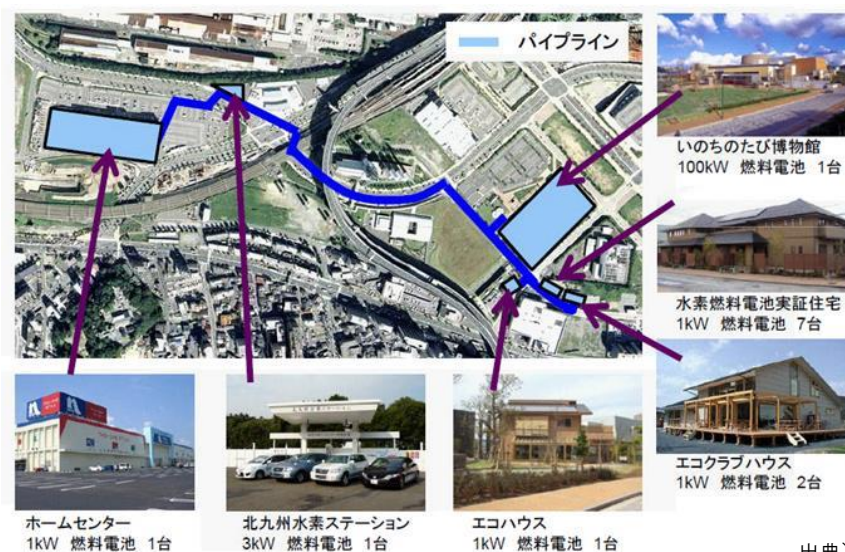 パイプライン
いのちのたび博物館
100kW 燃料電池 1台
水素燃料電池実証住宅
1kW 燃料電池 7台
エコクラブハウス
1kW 燃料電池 2台
ホームセンター
1kW 燃料電池 1台
北九州水素ステーション
3kW 燃料電池 1台
エコハウス
1kW 燃料電池 1台